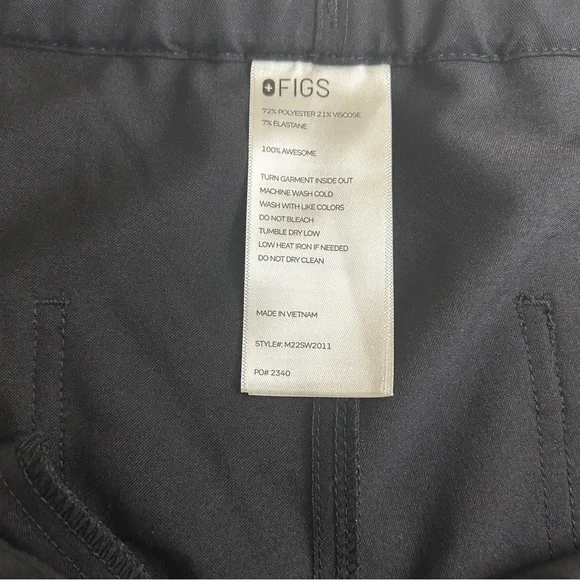 FIGS
72% POLYESTER 21% VISCOSE
7% ELASTANE
100% AWESOME
TURN GARMENT INSIDE OUT
MACHINE WASH COLD
WASH WITH LIKE COLORS
DO NOT BLEACH
TUMBLE DRY LOW
LOW HEAT IRON IF NEEDED
DO NOT DRY CLEAN
MADE IN VIETNAM
STYLE#: M22SW2011
PO# 2340